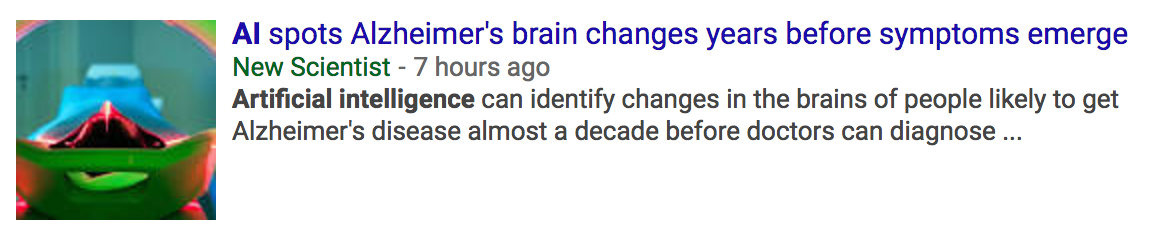 AI spots Alzheimer's brain changes years before symptoms emerge
New Scientist - 7 hours ago
Artificial intelligence can identify changes in the brains of people likely to get
Alzheimer's disease almost a decade before doctors can diagnose ...